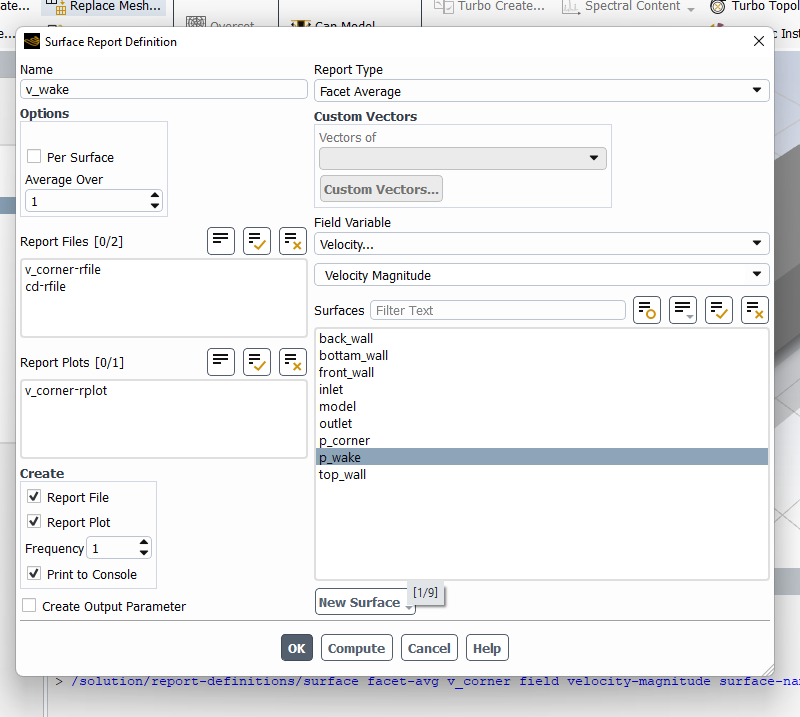 ate... Replace Mesh... Turbo Create... Spectral Content Turbo Topol
e... Overset Gap Model c Inst
Surface Report Definition
Name
v_wake
Report Type
Facet Average
Options
Per Surface
Average Over
1
Custom Vectors
Vectors of
Custom Vectors...
Report Files [0/2]
v_corner-rfile
cd-rfile
Field Variable
Velocity...
Velocity Magnitude
Surfaces Filter Text
back_wall
bottam_wall
front_wall
inlet
model
outlet
p_corner
p_wake
top_wall
Report Plots [0/1]
v_corner-rplot
Create
Report File
Report Plot
Frequency 1
Print to Console
Create Output Parameter
New Surface
[1/9]
OK Compute Cancel Help
> /solution/report-definitions/surface facet-avg v_corner field velocity-magnitude surface-na